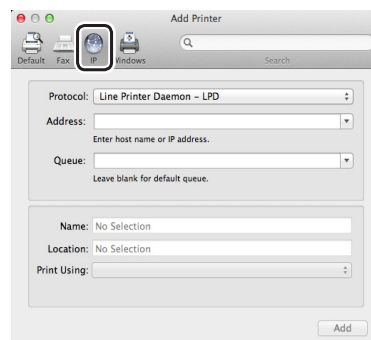 Add Printer
Default Fax IP Windows Search
Protocol: Line Printer Daemon – LPD
Address:
Enter host name or IP address.
Queue:
Leave blank for default queue.
Name: No Selection
Location: No Selection
Print Using:
Add